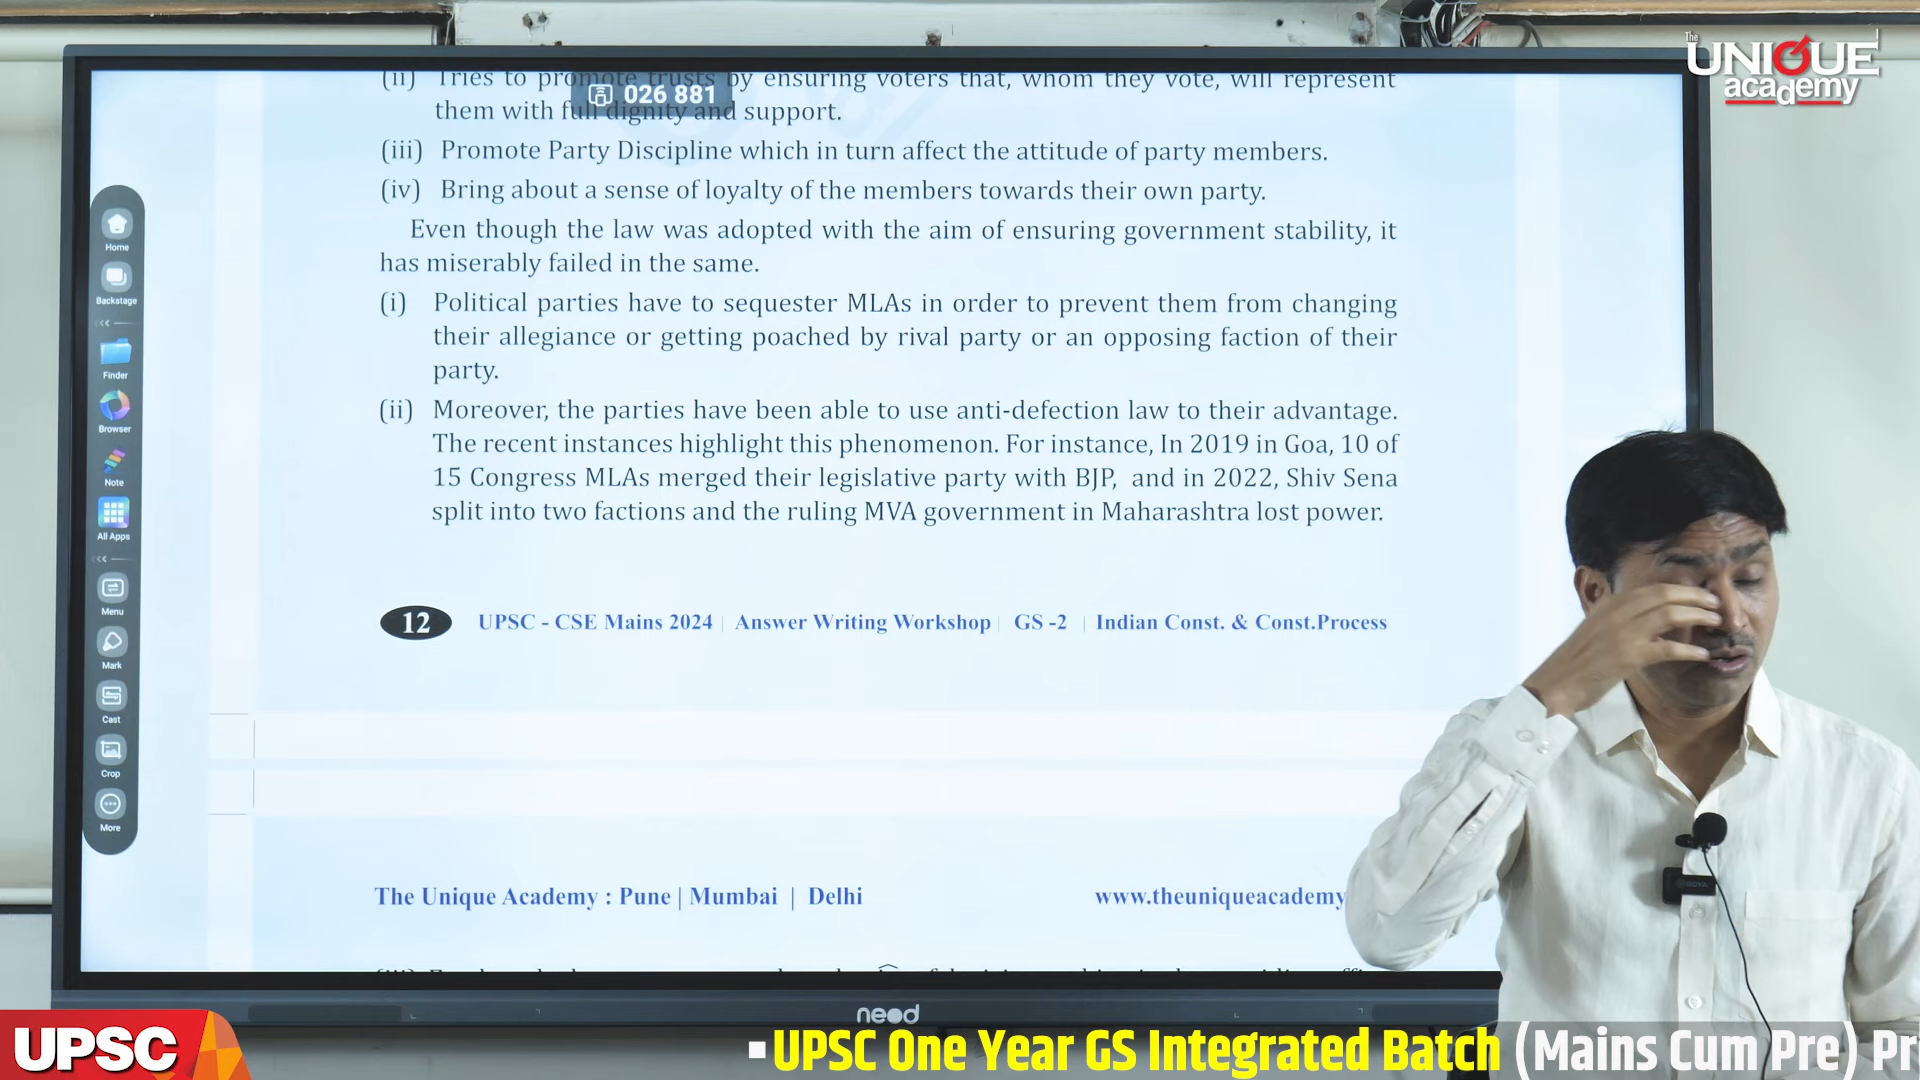 The
UNIQUE
academy
026 881
(ii) Tries to promote trusts by ensuring voters that, whom they vote, will represent
them with full dignity and support.
(iii) Promote Party Discipline which in turn affect the attitude of party members.
(iv) Bring about a sense of loyalty of the members towards their own party.
Even though the law was adopted with the aim of ensuring government stability, it
has miserably failed in the same.
(i) Political parties have to sequester MLAs in order to prevent them from changing
their allegiance or getting poached by rival party or an opposing faction of their
party.
(ii) Moreover, the parties have been able to use anti-defection law to their advantage.
The recent instances highlight this phenomenon. For instance, In 2019 in Goa, 10 of
15 Congress MLAs merged their legislative party with BJP, and in 2022, Shiv Sena
split into two factions and the ruling MVA government in Maharashtra lost power.
12 UPSC - CSE Mains 2024 | Answer Writing Workshop | GS -2 | Indian Const. & Const.Process
The Unique Academy : Pune | Mumbai | Delhi www.theuniqueacademy
Home
Backstage
Finder
Browser
Note
All Apps
Menu
Mark
Cast
Crop
More
BOYA
neod
UPSC
▪UPSC One Year GS Integrated Batch (Mains Cum Pre) Pr